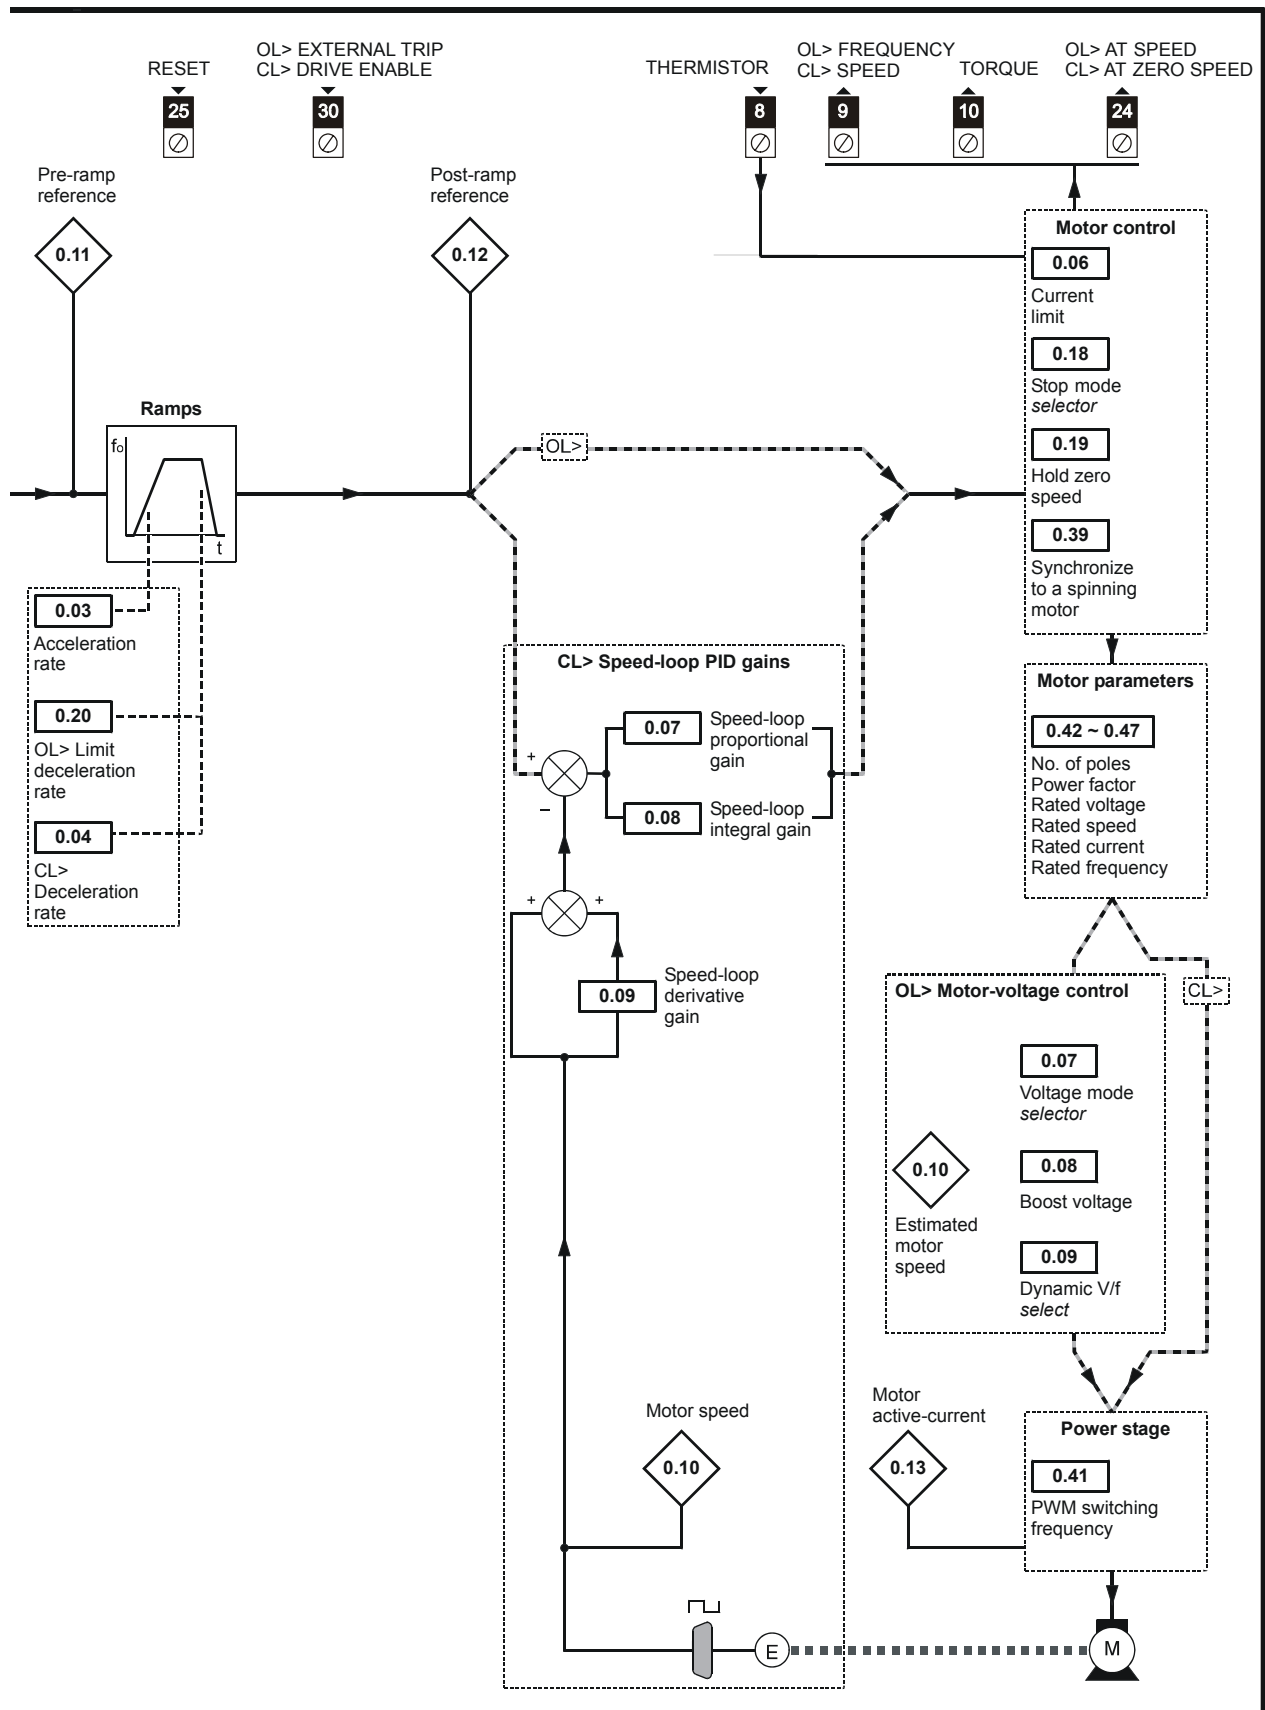 RESET
OL> EXTERNAL TRIP
CL> DRIVE ENABLE
THERMISTOR
OL> FREQUENCY
CL> SPEED
TORQUE
OL> AT SPEED
CL> AT ZERO SPEED
25
30
8
9
10
24
Pre-ramp
reference
0.11
Post-ramp
reference
0.12
Motor control
0.06
Current
limit
0.18
Stop mode
selector
0.19
Hold zero
speed
0.39
Synchronize
to a spinning
motor
Ramps
fo
t
OL>
0.03
Acceleration
rate
0.20
OL> Limit
deceleration
rate
0.04
CL>
Deceleration
rate
CL> Speed-loop PID gains
0.07
Speed-loop
proportional
gain
+
–
0.08
Speed-loop
integral gain
+
+
0.09
Speed-loop
derivative
gain
Motor parameters
0.42 ~ 0.47
No. of poles
Power factor
Rated voltage
Rated speed
Rated current
Rated frequency
OL> Motor-voltage control
CL>
0.07
Voltage mode
selector
0.10
Estimated
motor
speed
0.08
Boost voltage
0.09
Dynamic V/f
select
Motor speed
0.10
Motor
active-current
0.13
Power stage
0.41
PWM switching
frequency
E
M